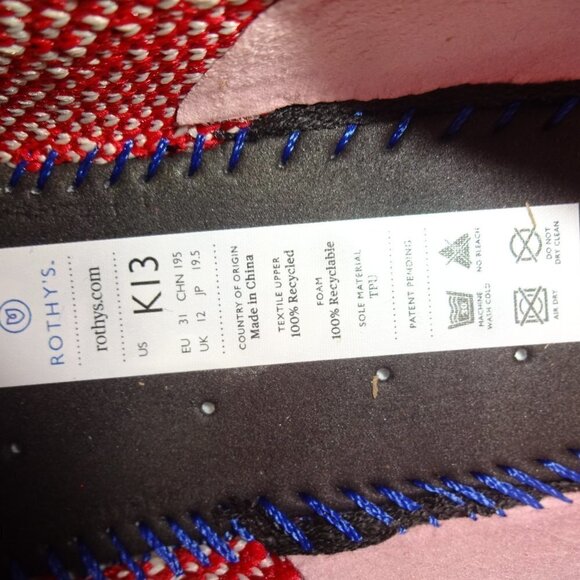 ROTHY'S.
rothys.com
US K13
EU 31 CHN 195
UK 12 JP 19.5
COUNTRY OF ORIGIN
Made in China
TEXTILE UPPER
100% Recycled
FOAM
100% Recyclable
SOLE MATERIAL
TPU
PATENT PENDING
MACHINE
WASH COLD
NO BLEACH
AIR DRY
DO NOT
DRY CLEAN